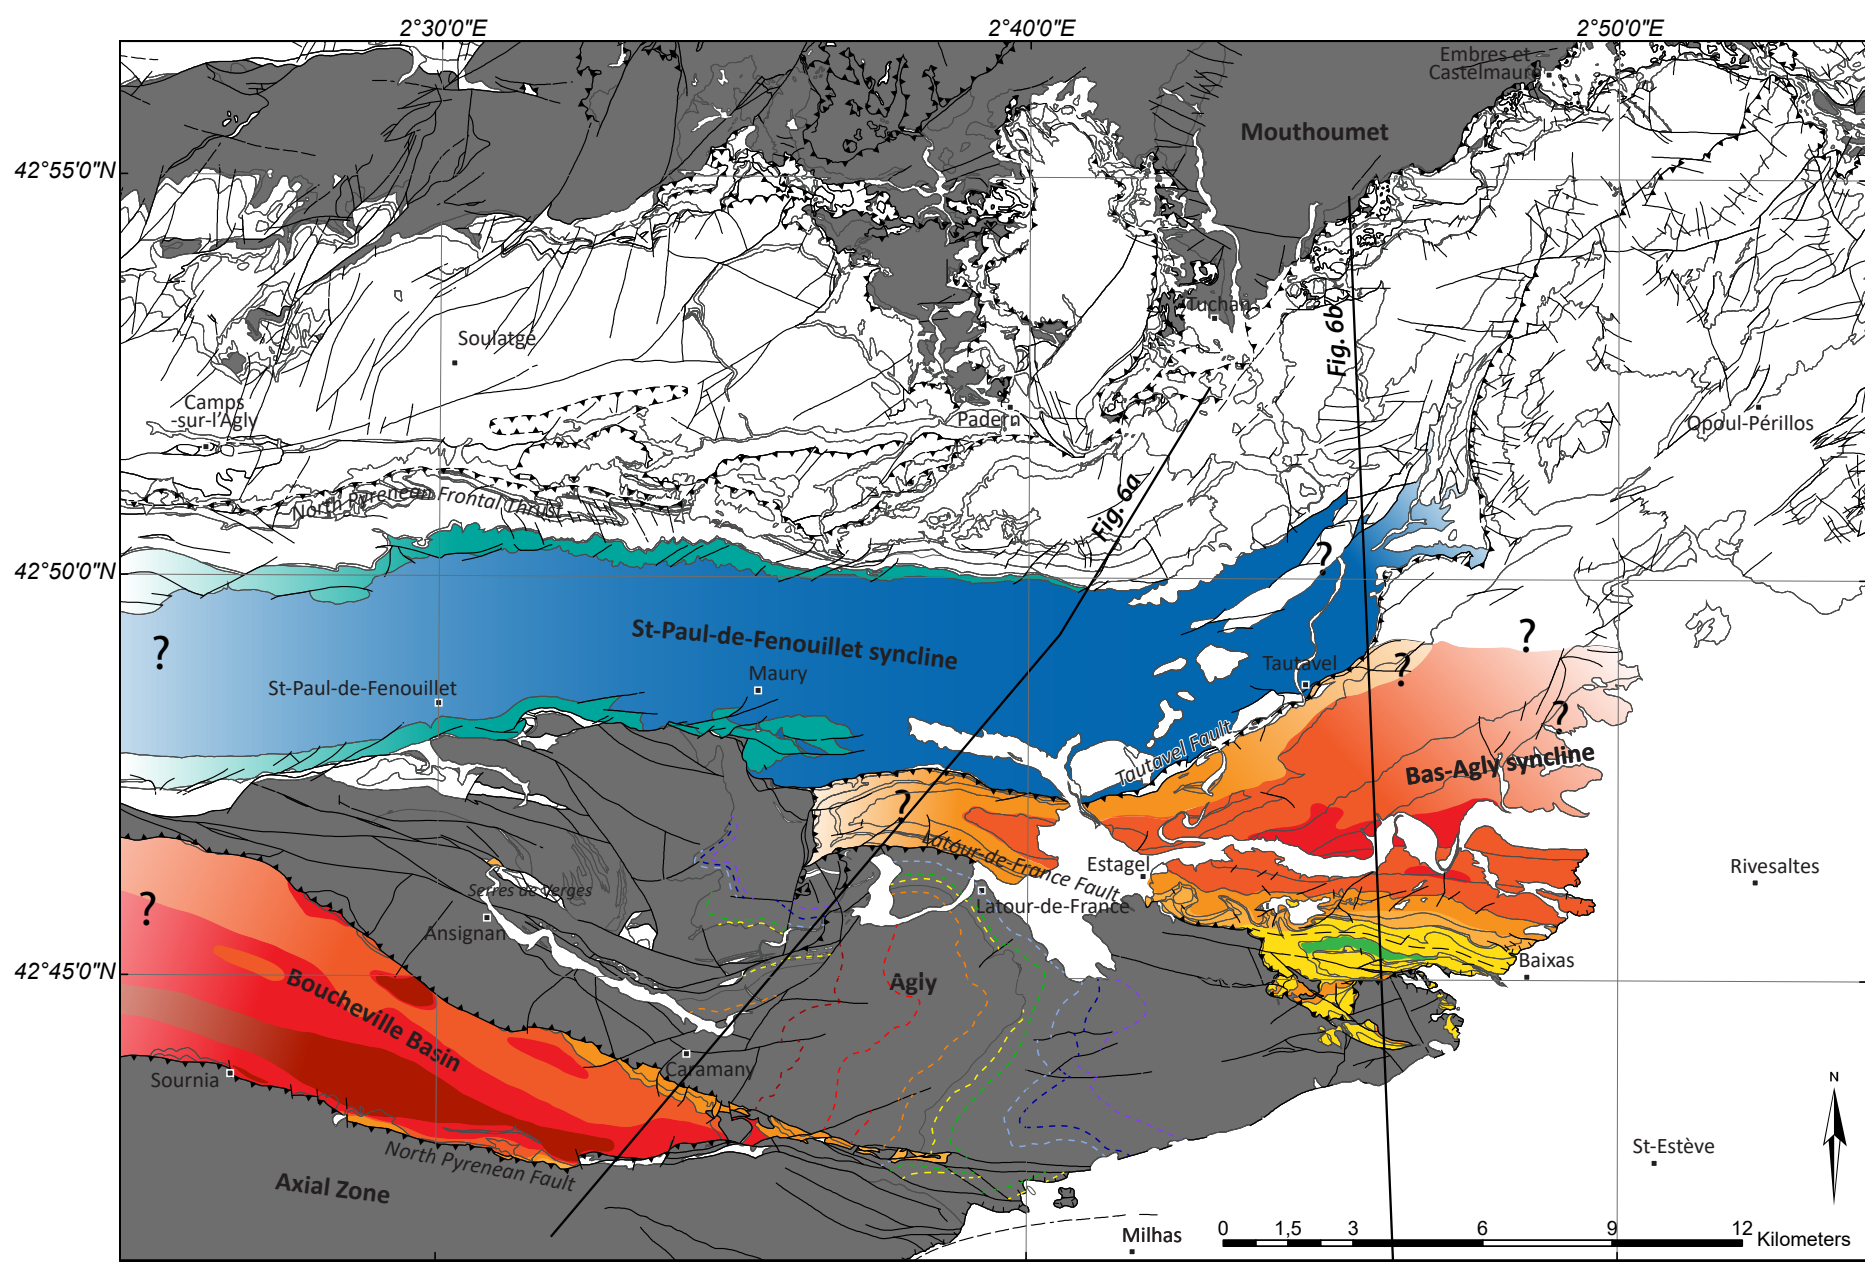 2°30'0"E
2°40'0"E
2°50'0"E
Embres et
Castelmaure
Mouthoumet
42°55'0"N
Tuchan
Fig. 6b
Soulatgé
Camps
-sur-l'Agly
Padern
Opoul-Périllos
North Pyrenean Frontal Thrust
Fig. 6a
?
42°50'0"N
?
St-Paul-de-Fenouillet syncline
?
?
Tautavel
Maury
St-Paul-de-Fenouillet
?
Tautavel Fault
Bas-Agly syncline
?
Latour-de-France Fault
Estagel
Rivesaltes
Serres de Verges
?
Latour-de-France
Ansignan
Baixas
42°45'0"N
Agly
Boucheville Basin
Caramany
Sournia
N
North Pyrenean Fault
St-Estève
Axial Zone
Milhas
0 1,5 3 6 9 12
Kilometers